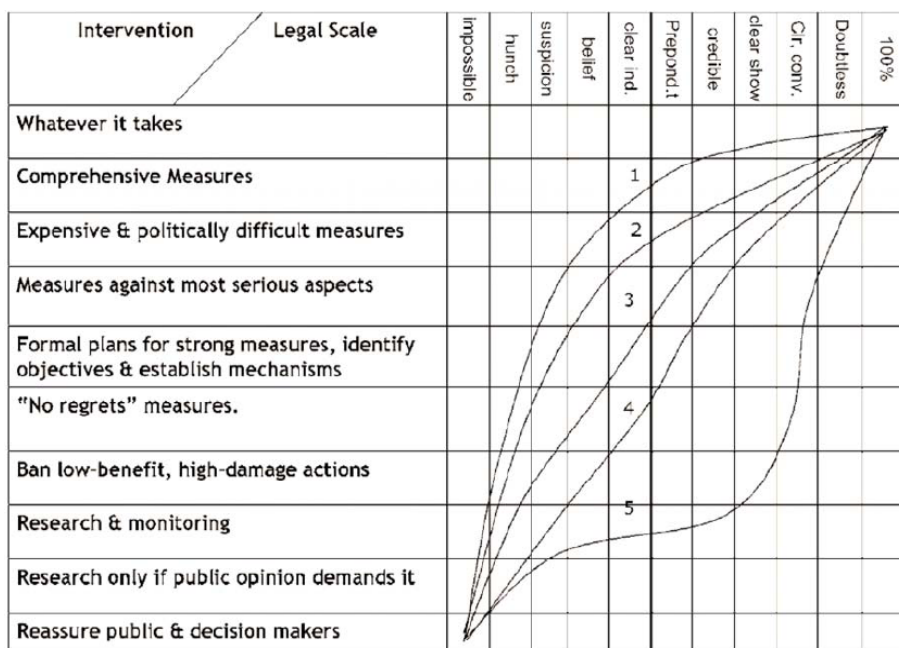 Intervention
Legal Scale
impossible
hunch
suspicion
belief
clear ind.
Prepond.t
credible
clear show
Clr. conv.
Doubtless
100%
Whatever it takes
Comprehensive Measures
1
Expensive & politically difficult measures
2
Measures against most serious aspects
3
Formal plans for strong measures, identify
objectives & establish mechanisms
"No regrets" measures.
4
Ban low-benefit, high-damage actions
5
Research & monitoring
Research only if public opinion demands it
Reassure public & decision makers